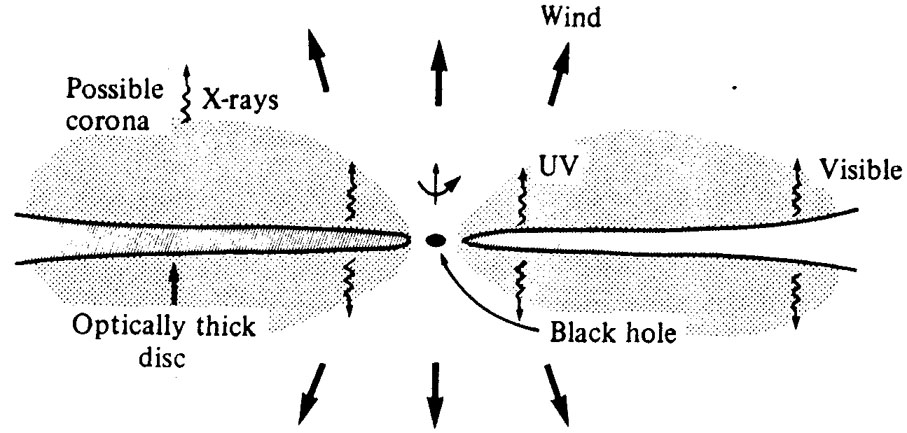 Wind
Possible
corona
X-rays
UV
Visible
Optically thick
disc
Black hole